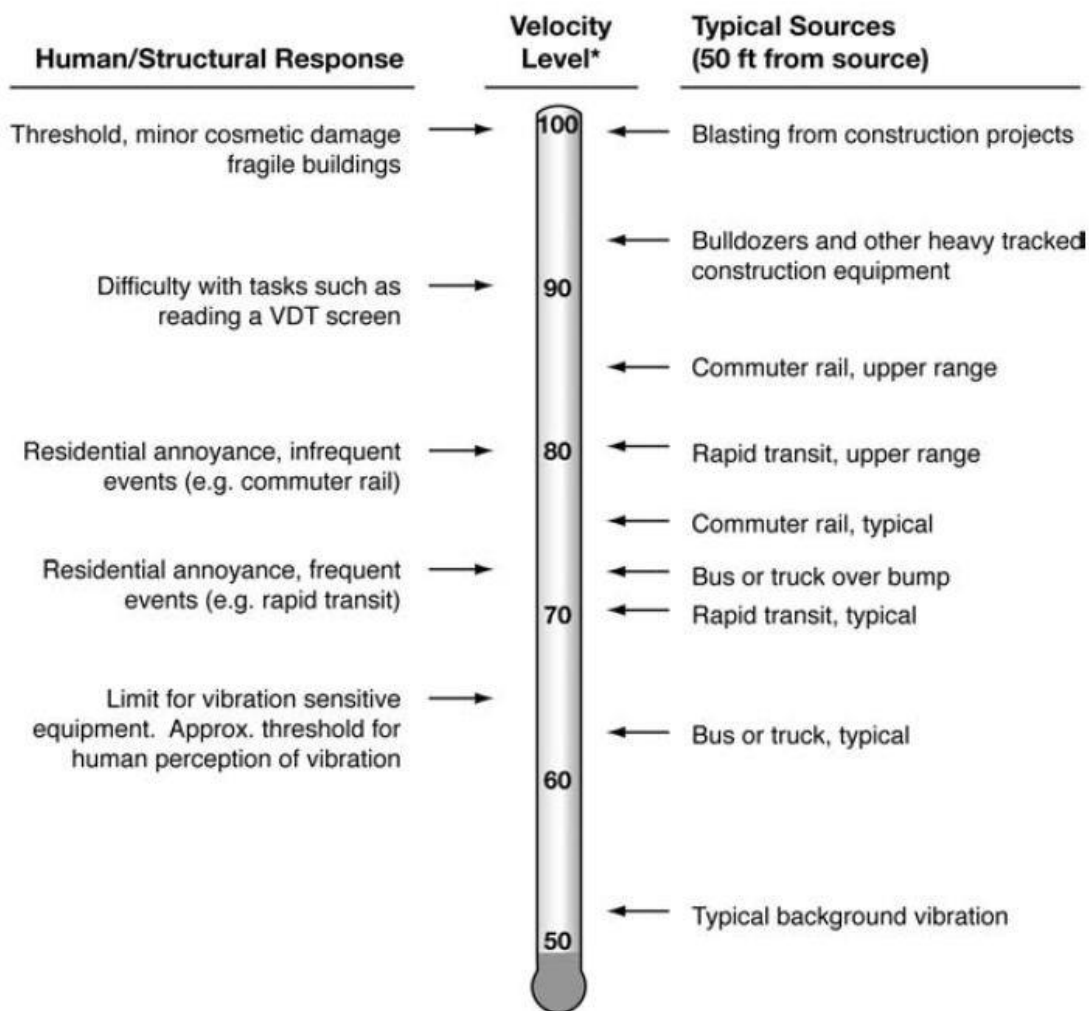 Human/Structural Response
Velocity
Level*
Typical Sources
(50 ft from source)
Threshold, minor cosmetic damage
fragile buildings
100
Blasting from construction projects
Bulldozers and other heavy tracked
construction equipment
Difficulty with tasks such as
reading a VDT screen
90
Commuter rail, upper range
Residential annoyance, infrequent
events (e.g. commuter rail)
80
Rapid transit, upper range
Commuter rail, typical
Residential annoyance, frequent
events (e.g. rapid transit)
Bus or truck over bump
70
Rapid transit, typical
Limit for vibration sensitive
equipment. Approx. threshold for
human perception of vibration
Bus or truck, typical
60
Typical background vibration
50